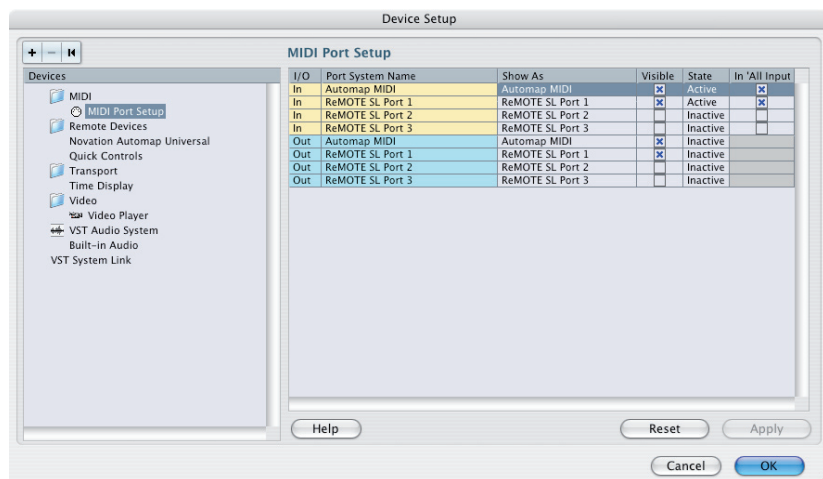 Device Setup
+ −
MIDI Port Setup
Devices
MIDI
MIDI Port Setup
Remote Devices
Novation Automap Universal
Quick Controls
Transport
Time Display
Video
Video Player
VST Audio System
Built-in Audio
VST System Link
I/O Port System Name Show As Visible State In 'All Input
In Automap MIDI Automap MIDI Active
In ReMOTE SL Port 1 ReMOTE SL Port 1 Active
In ReMOTE SL Port 2 ReMOTE SL Port 2 Inactive
In ReMOTE SL Port 3 ReMOTE SL Port 3 Inactive
Out Automap MIDI Automap MIDI Inactive
Out ReMOTE SL Port 1 ReMOTE SL Port 1 Inactive
Out ReMOTE SL Port 2 ReMOTE SL Port 2 Inactive
Out ReMOTE SL Port 3 ReMOTE SL Port 3 Inactive
Help Reset Apply
Cancel OK